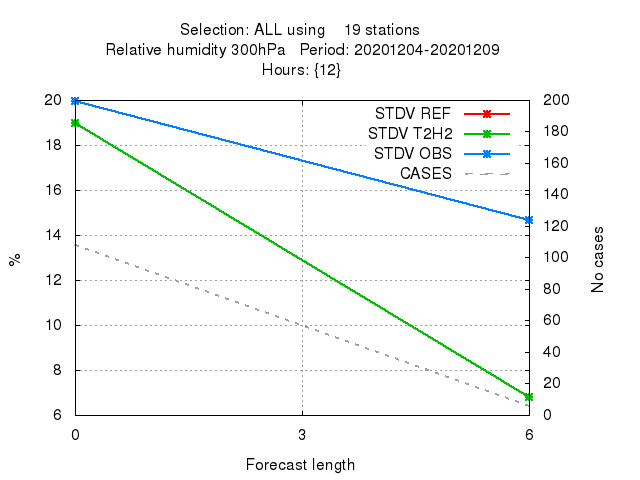 Selection: ALL using    19 stations
Relative humidity 300hPa   Period: 20201204-20201209
Hours: {12}
STDV REF
STDV T2H2
STDV OBS
CASES
20
18
16
14
12
10
8
6
200
180
160
140
120
100
80
60
40
20
0
%
No cases
0
3
6
Forecast length